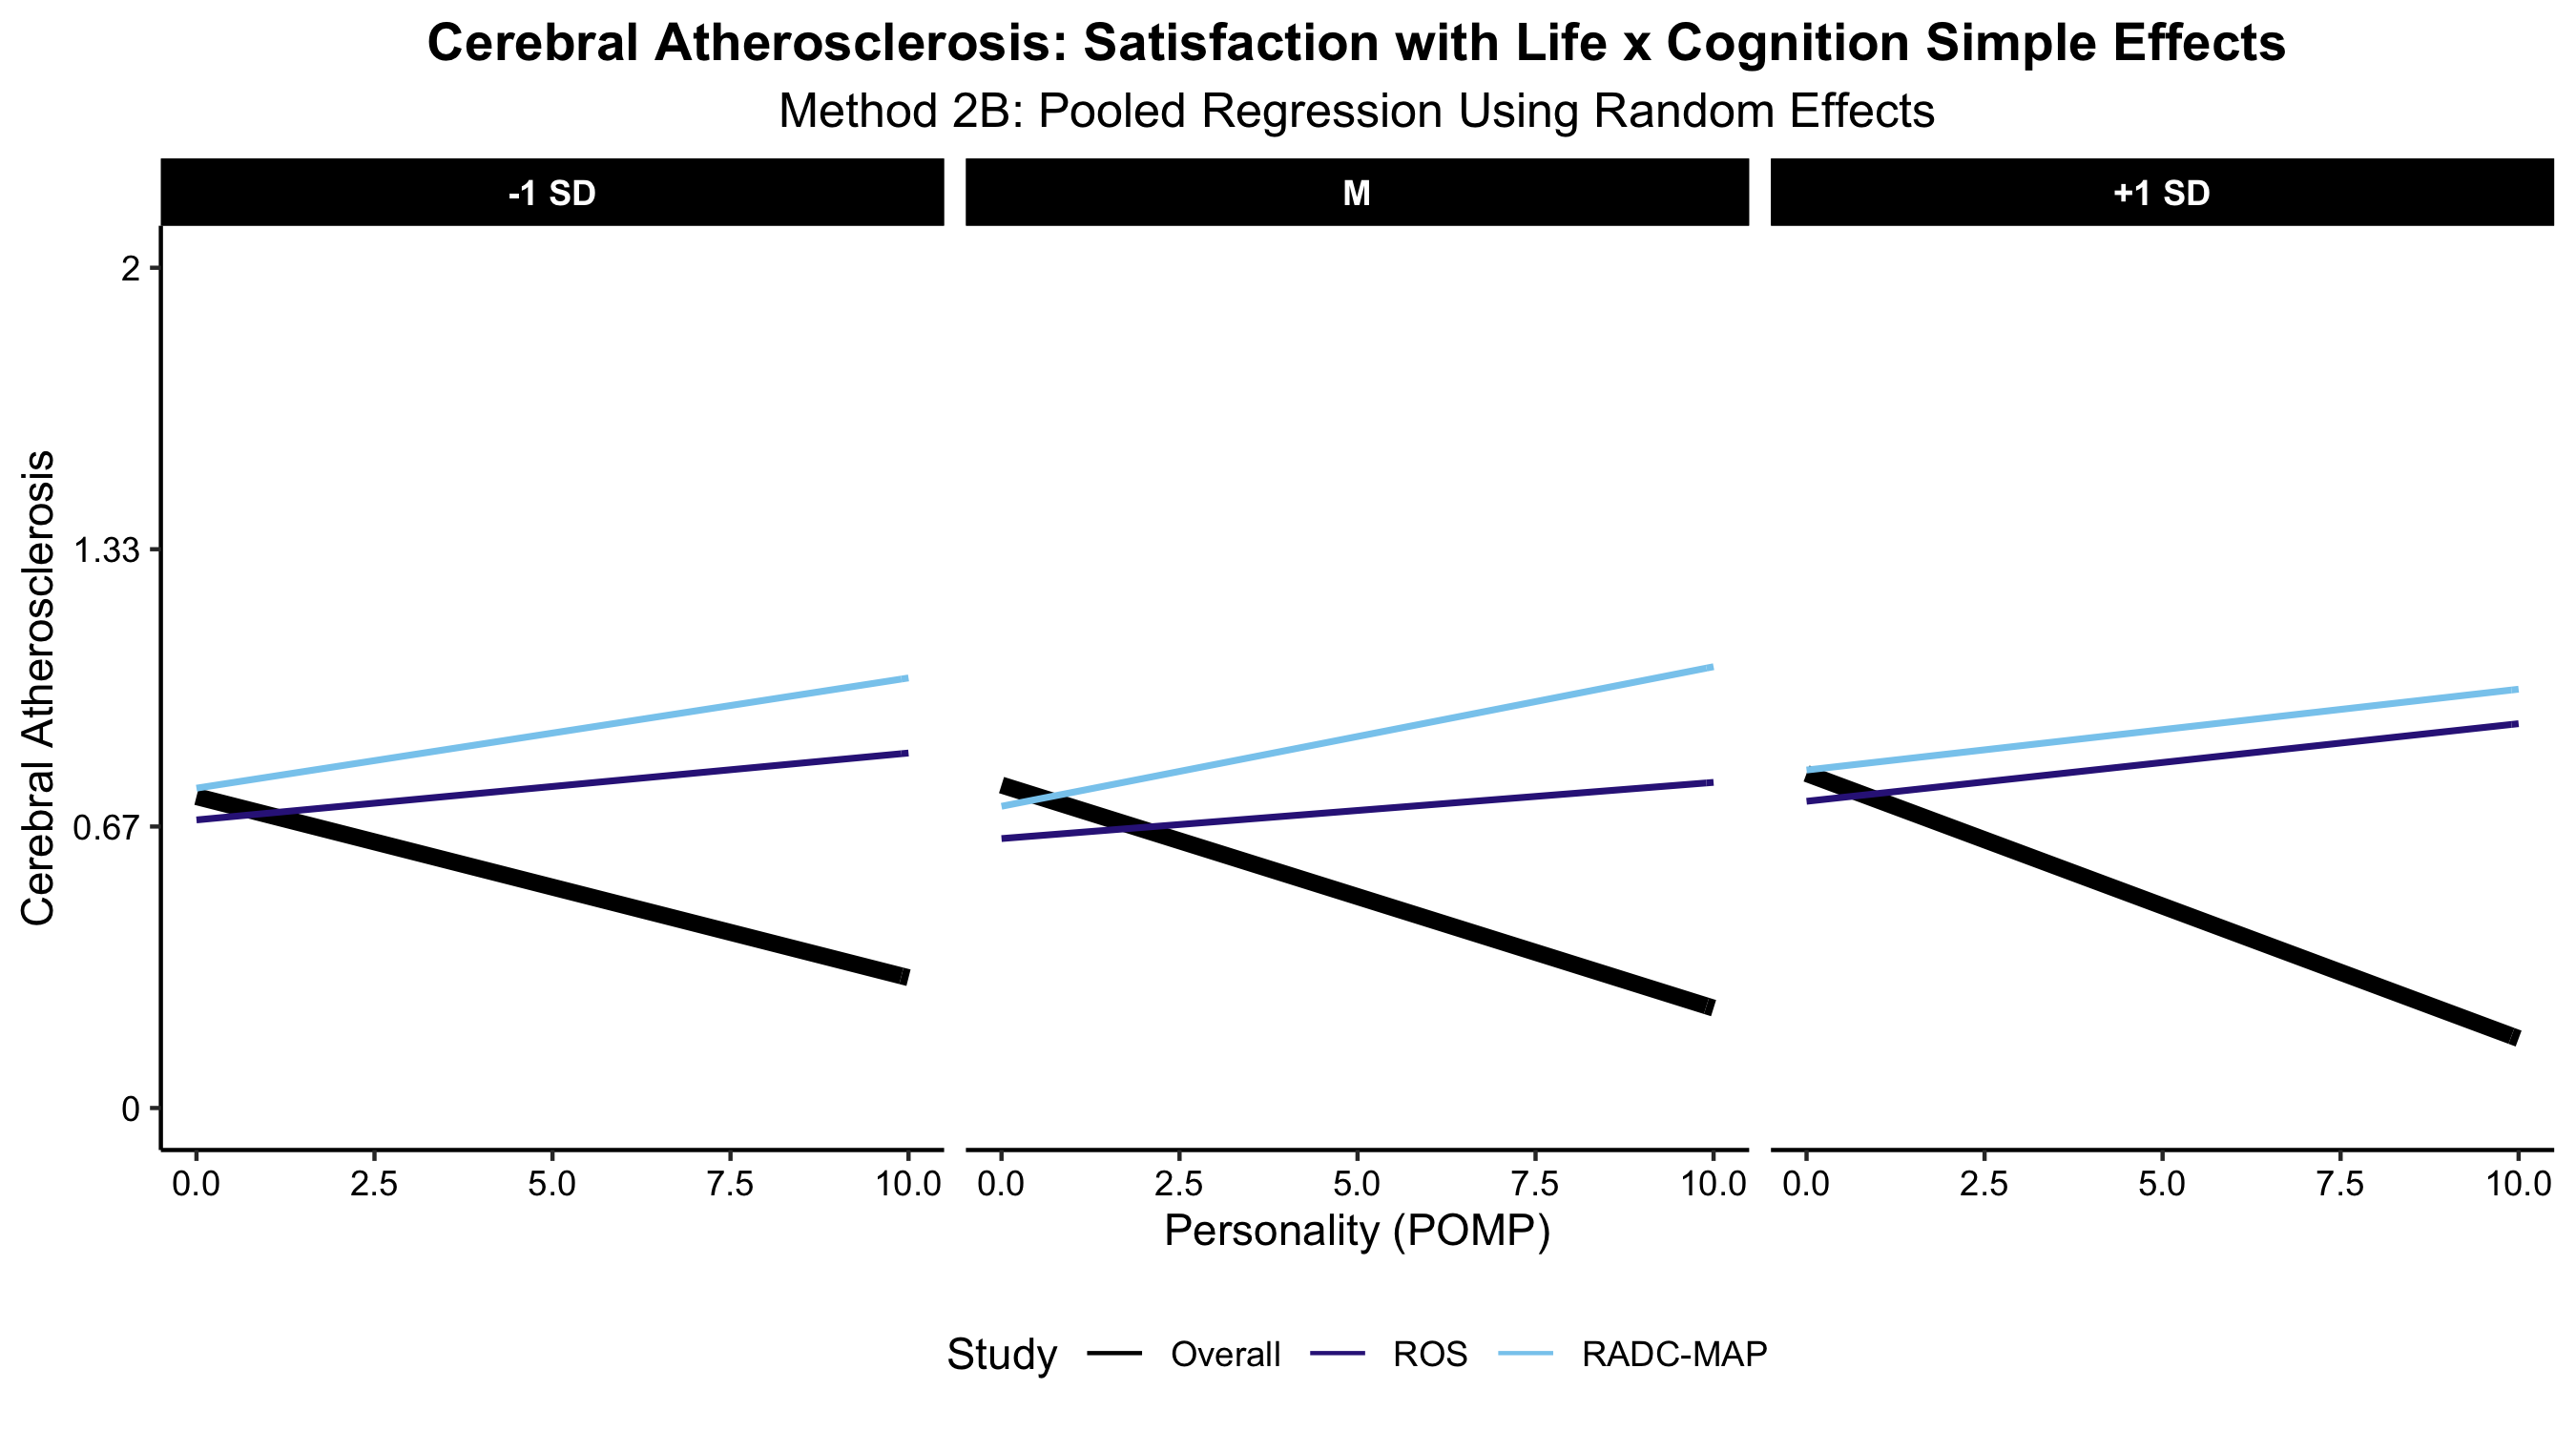 Cerebral Atherosclerosis: Satisfaction with Life x Cognition Simple Effects
Method 2B: Pooled Regression Using Random Effects
-1 SD
M
+1 SD
Cerebral Atherosclerosis
2
1.33
0.67
0
0.0 2.5 5.0 7.5 10.0
0.0 2.5 5.0 7.5 10.0
0.0 2.5 5.0 7.5 10.0
Personality (POMP)
Study Overall ROS RADC-MAP